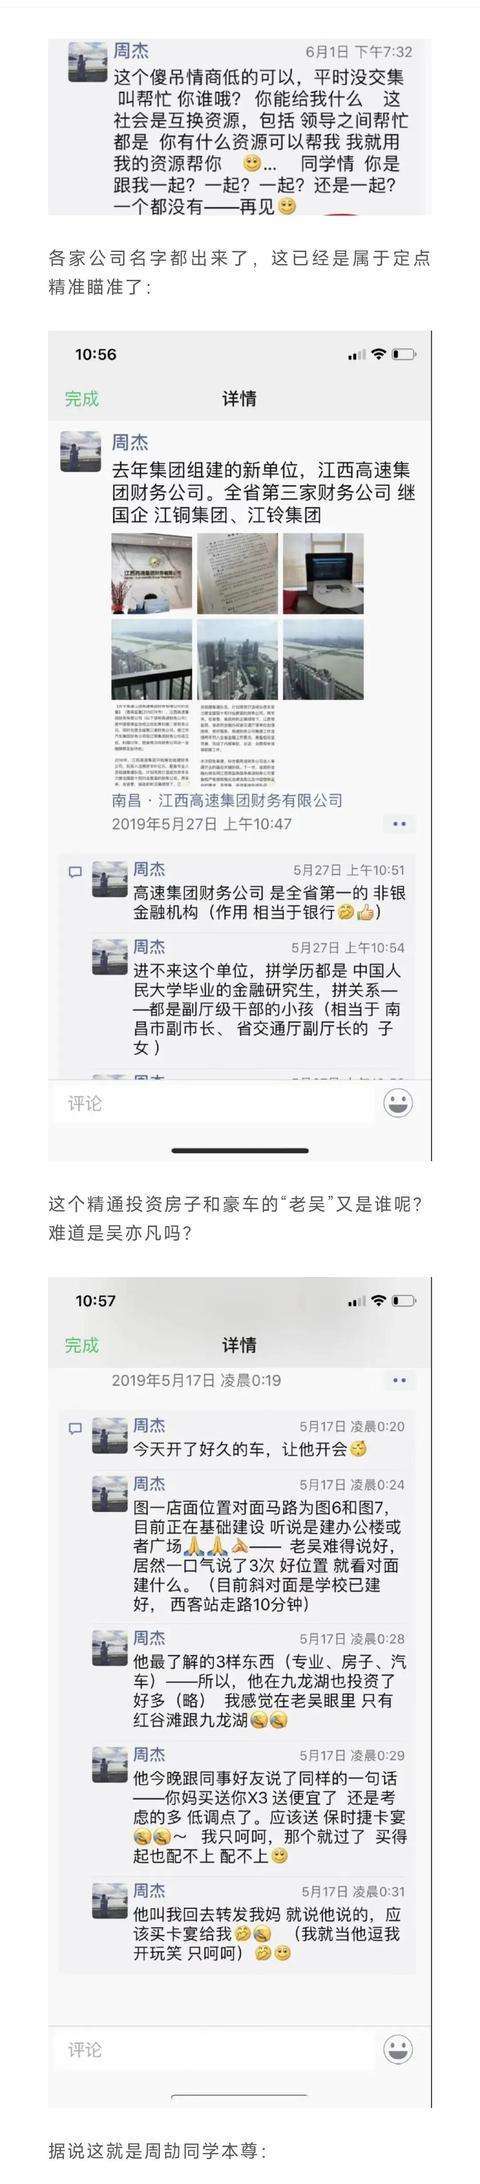 周杰
6月1日 下午7:32
这个傻吊情商低的可以，平时没交集
叫帮忙 你谁哦？ 你能给我什么 这
社会是互换资源，包括 领导之间帮忙
都是 你有什么资源可以帮我 我就用
我的资源帮你 ... 同学情 你是
跟我一起？一起？一起？还是一起？
一个都没有——再见
各家公司名字都出来了，这已经是属于定点
精准瞄准了：
10:56
完成
详情
周杰
去年集团组建的新单位，江西高速集
团财务公司。全省第三家财务公司 继
国企 江铜集团、江铃集团
南昌·江西高速集团财务有限公司
2019年5月27日 上午10:47
周杰
5月27日 上午10:51
高速集团财务公司 是全省第一的 非银
金融机构（作用 相当于银行）
周杰
5月27日 上午10:54
进不来这个单位，拼学历都是 中国人
民大学毕业的金融研究生，拼关系—
—都是副厅级干部的小孩（相当于 南
昌市副市长、 省交通厅副厅长的 子
女 ）
评论
这个精通投资房子和豪车的“老吴”又是谁呢？
难道是吴亦凡吗？
10:57
完成
详情
2019年5月17日 凌晨0:19
周杰
5月17日 凌晨0:20
今天开了好久的车，让他开会
周杰
5月17日 凌晨0:24
图一店面位置对面马路为图6和图7，
目前正在基础建设 听说是建办公楼或
者广场—— 老吴难得说好，
居然一口气说了3次 好位置 就看对面
建什么。（目前斜对面是学校已建
好， 西客站走路10分钟）
周杰
5月17日 凌晨0:28
他最了解的3样东西（专业、房子、汽
车）——所以，他在九龙湖也投资了
好多（略） 我感觉在老吴眼里 只有
红谷滩跟九龙湖
周杰
5月17日 凌晨0:29
他今晚跟同事好友说了同样的一句话
——你妈买送你X3 送便宜了 还是考
虑的多 低调点了。应该送 保时捷卡宴
～ 我只呵呵，那个就过了 买得
起也配不上 配不上
周杰
5月17日 凌晨0:31
他叫我回去转发我妈 就说他说的，应
该买卡宴给我 （我就当他逗我
开玩笑 只呵呵）
评论
据说这就是周劼同学本尊：